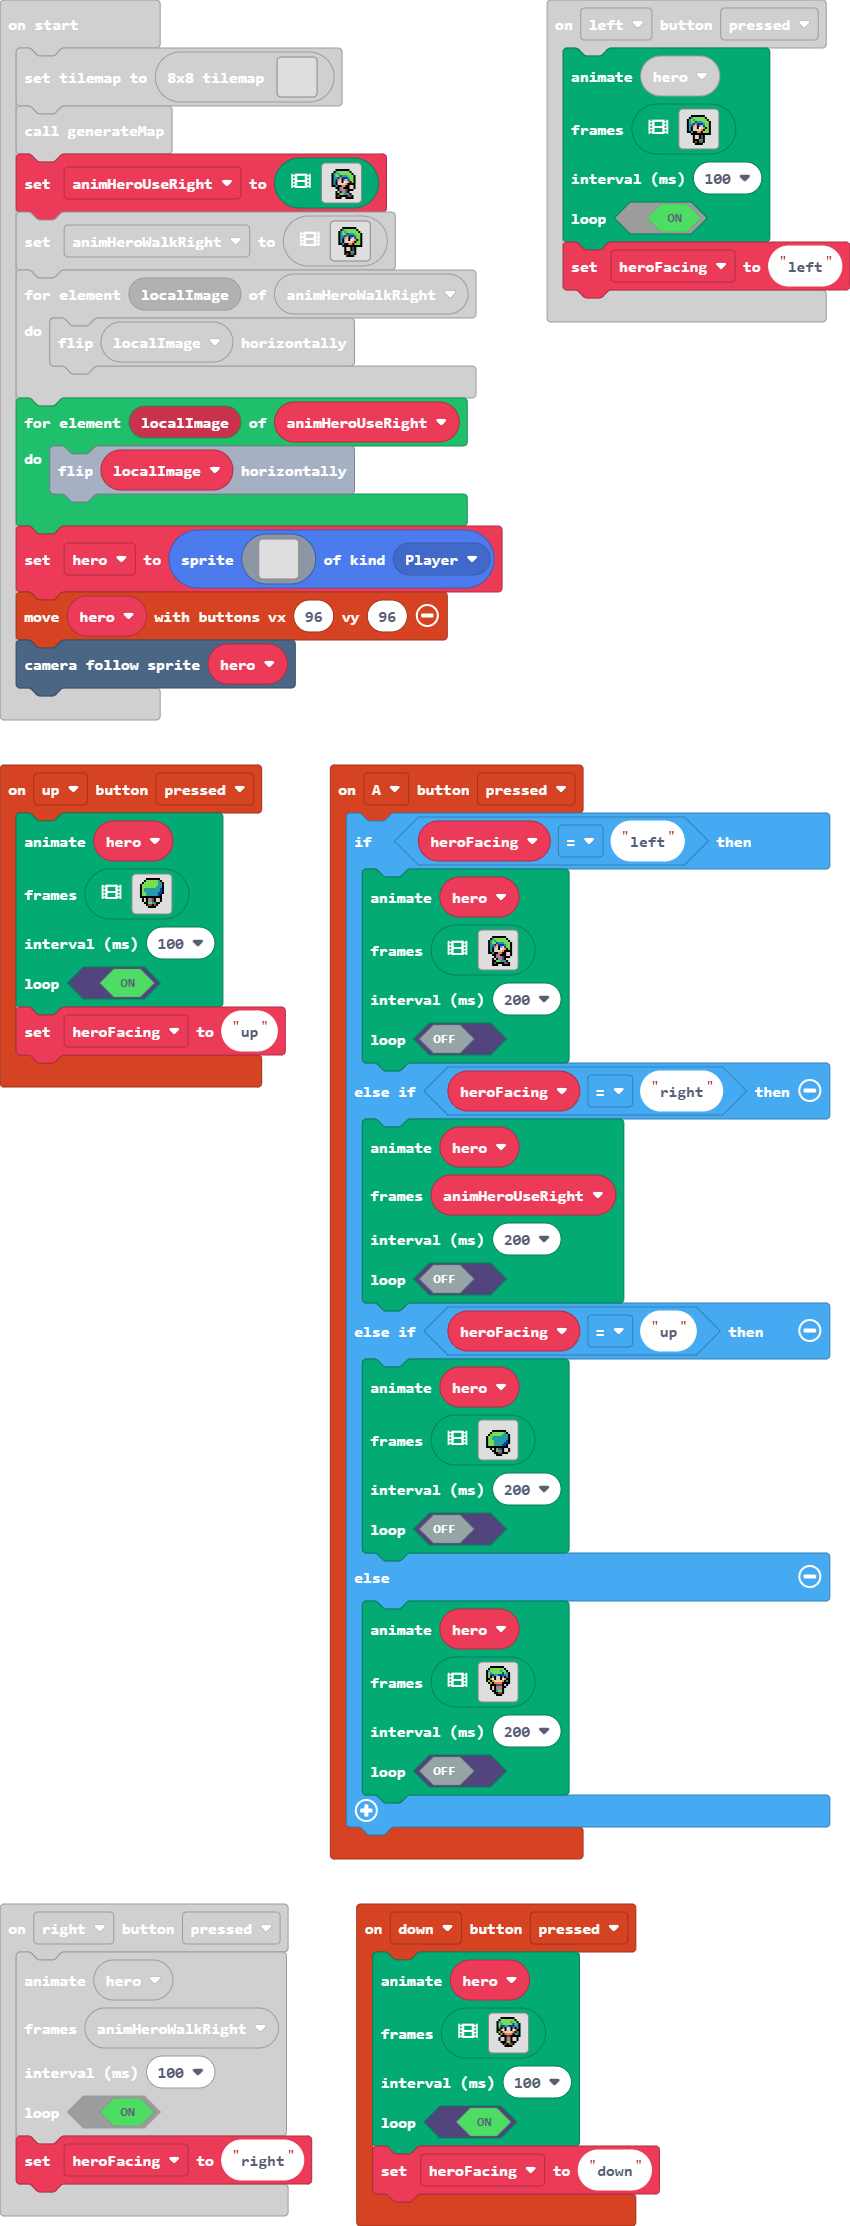 on start
set tilemap to 8x8 tilemap
call generateMap
set animHeroUseRight to
set animHeroWalkRight to
for element localImage of animHeroWalkRight
do
flip localImage horizontally
for element localImage of animHeroUseRight
do
flip localImage horizontally
set hero to sprite of kind Player
move hero with buttons vx 96 vy 96
camera follow sprite hero
on left button pressed
animate hero
frames
interval (ms) 100
loop ON
set heroFacing to "left"
on up button pressed
animate hero
frames
interval (ms) 100
loop ON
set heroFacing to "up"
on A button pressed
if heroFacing = "left" then
animate hero
frames
interval (ms) 200
loop OFF
else if heroFacing = "right" then
animate hero
frames animHeroUseRight
interval (ms) 200
loop OFF
else if heroFacing = "up" then
animate hero
frames
interval (ms) 200
loop OFF
else
animate hero
frames
interval (ms) 200
loop OFF
on right button pressed
animate hero
frames animHeroWalkRight
interval (ms) 100
loop ON
set heroFacing to "right"
on down button pressed
animate hero
frames
interval (ms) 100
loop ON
set heroFacing to "down"